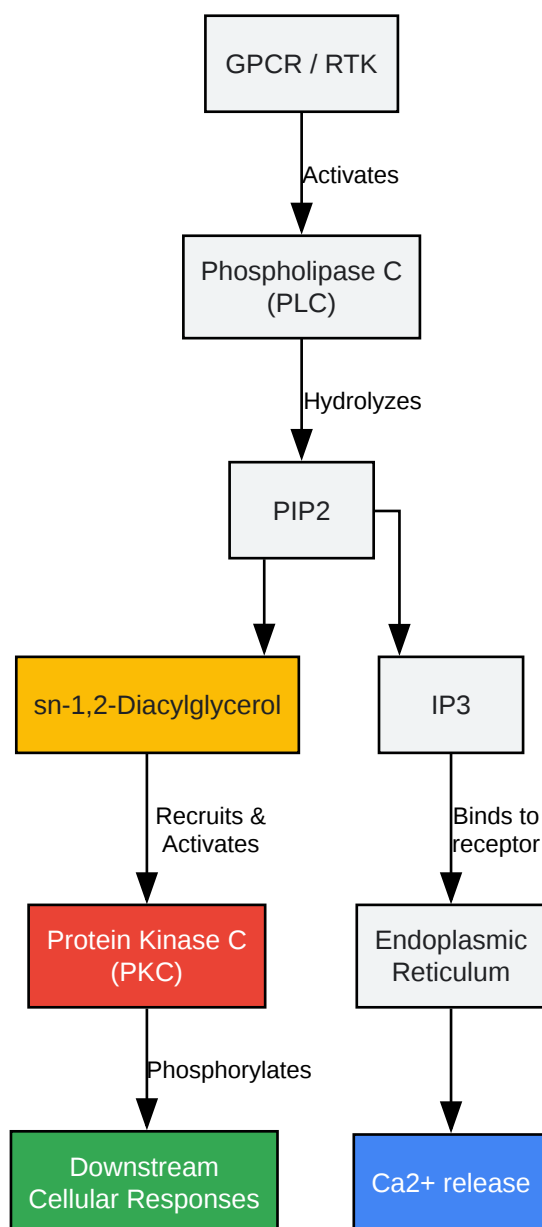 GPCR / RTK
Activates
Phospholipase C
(PLC)
Hydrolyzes
PIP2
sn-1,2-Diacylglycerol
IP3
Recruits &
Activates
Binds to
receptor
Protein Kinase C
(PKC)
Endoplasmic
Reticulum
Phosphorylates
Downstream
Cellular Responses
Ca2+ release